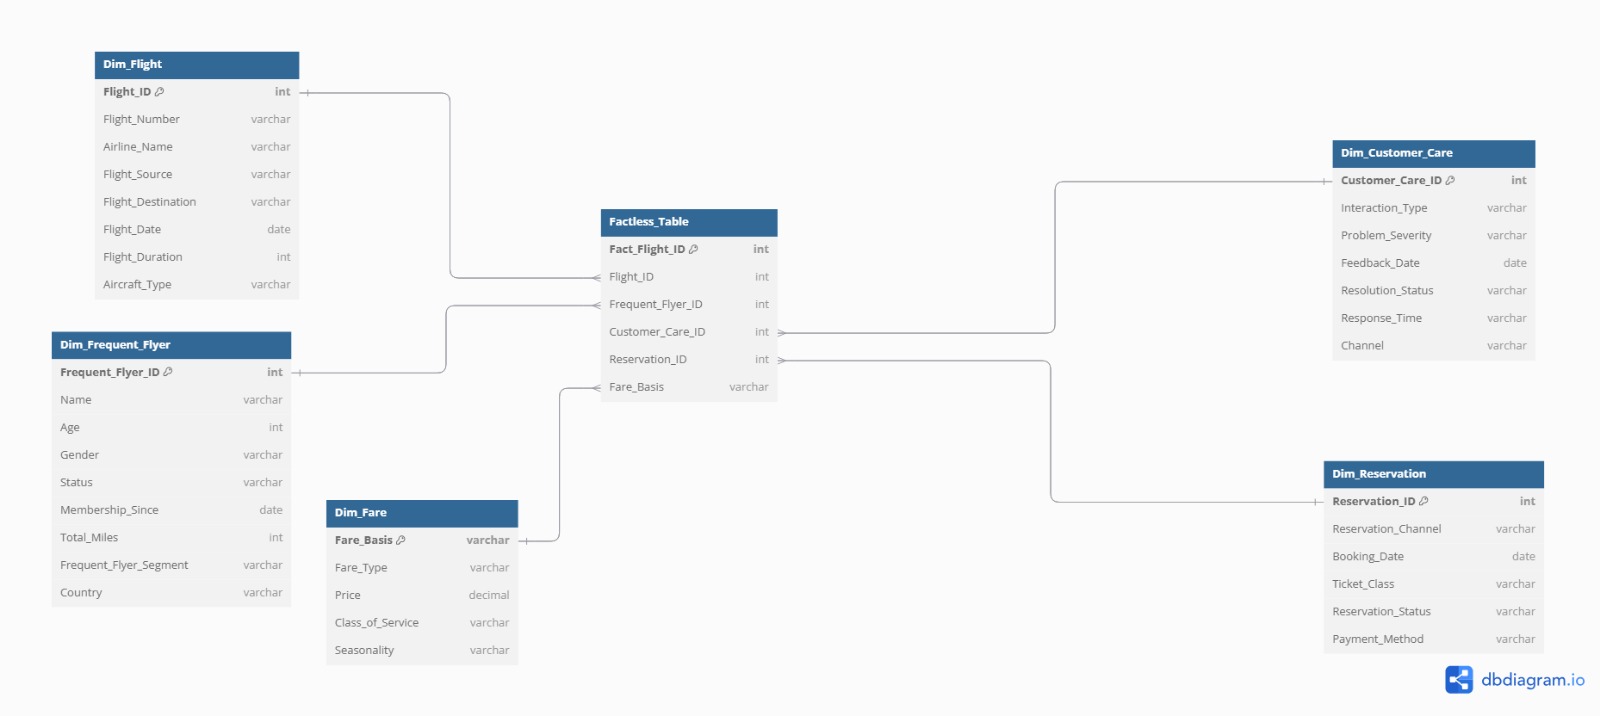 Dim_Flight
Flight_ID int
Flight_Number varchar
Airline_Name varchar
Flight_Source varchar
Flight_Destination varchar
Flight_Date date
Flight_Duration int
Aircraft_Type varchar
Dim_Frequent_Flyer
Frequent_Flyer_ID int
Name varchar
Age int
Gender varchar
Status varchar
Membership_Since date
Total_Miles int
Frequent_Flyer_Segment varchar
Country varchar
Dim_Fare
Fare_Basis varchar
Fare_Type varchar
Price decimal
Class_of_Service varchar
Seasonality varchar
Factless_Table
Fact_Flight_ID int
Flight_ID int
Frequent_Flyer_ID int
Customer_Care_ID int
Reservation_ID int
Fare_Basis varchar
Dim_Customer_Care
Customer_Care_ID int
Interaction_Type varchar
Problem_Severity varchar
Feedback_Date date
Resolution_Status varchar
Response_Time varchar
Channel varchar
Dim_Reservation
Reservation_ID int
Reservation_Channel varchar
Booking_Date date
Ticket_Class varchar
Reservation_Status varchar
Payment_Method varchar
dbdiagram.io